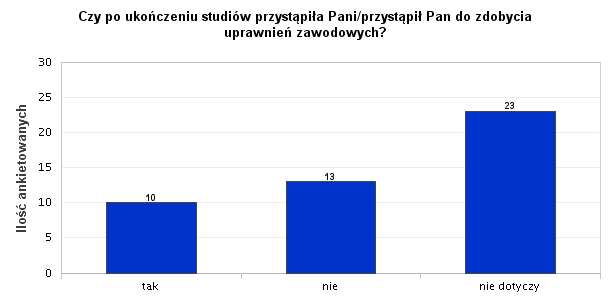 Czy po ukończeniu studiów przystąpiła Pani/przystąpił Pan do zdobycia
uprawnień zawodowych?
Ilość ankietowanych
30
25
20
15
10
5
0
10
13
23
tak
nie
nie dotyczy